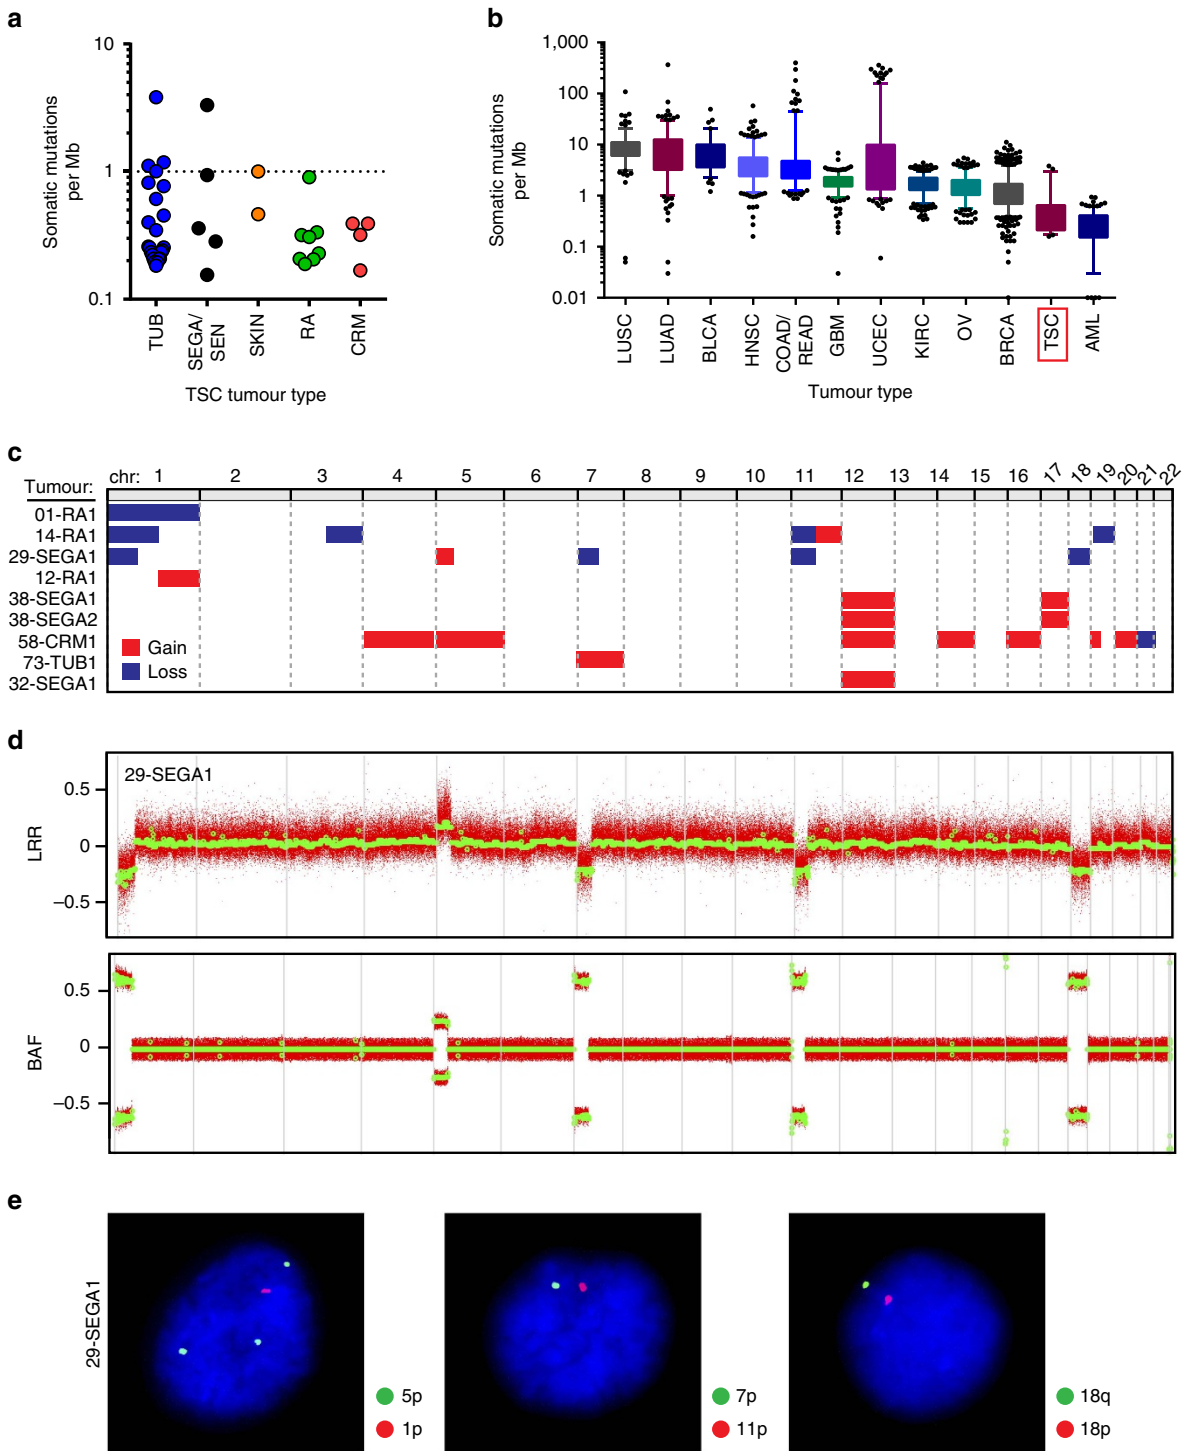 a
10
1
0.1
Somatic mutations
per Mb
TUB
SEGA/
SEN
SKIN
RA
CRM
TSC tumour type
b
1,000
100
10
1
0.1
0.01
Somatic mutations
per Mb
LUSC
LUAD
BLCA
HNSC
COAD/
READ
GBM
UCEC
KIRC
OV
BRCA
TSC
AML
Tumour type
c
chr: 1 2 3 4 5 6 7 8 9 10 11 12 13 14 15 16 17 18 19 20 21 22
Tumour:
01-RA1
14-RA1
29-SEGA1
12-RA1
38-SEGA1
38-SEGA2
58-CRM1
73-TUB1
32-SEGA1
Gain
Loss
d
29-SEGA1
0.5
0
−0.5
LRR
0.5
0
−0.5
BAF
e
29-SEGA1
5p
1p
7p
11p
18q
18p